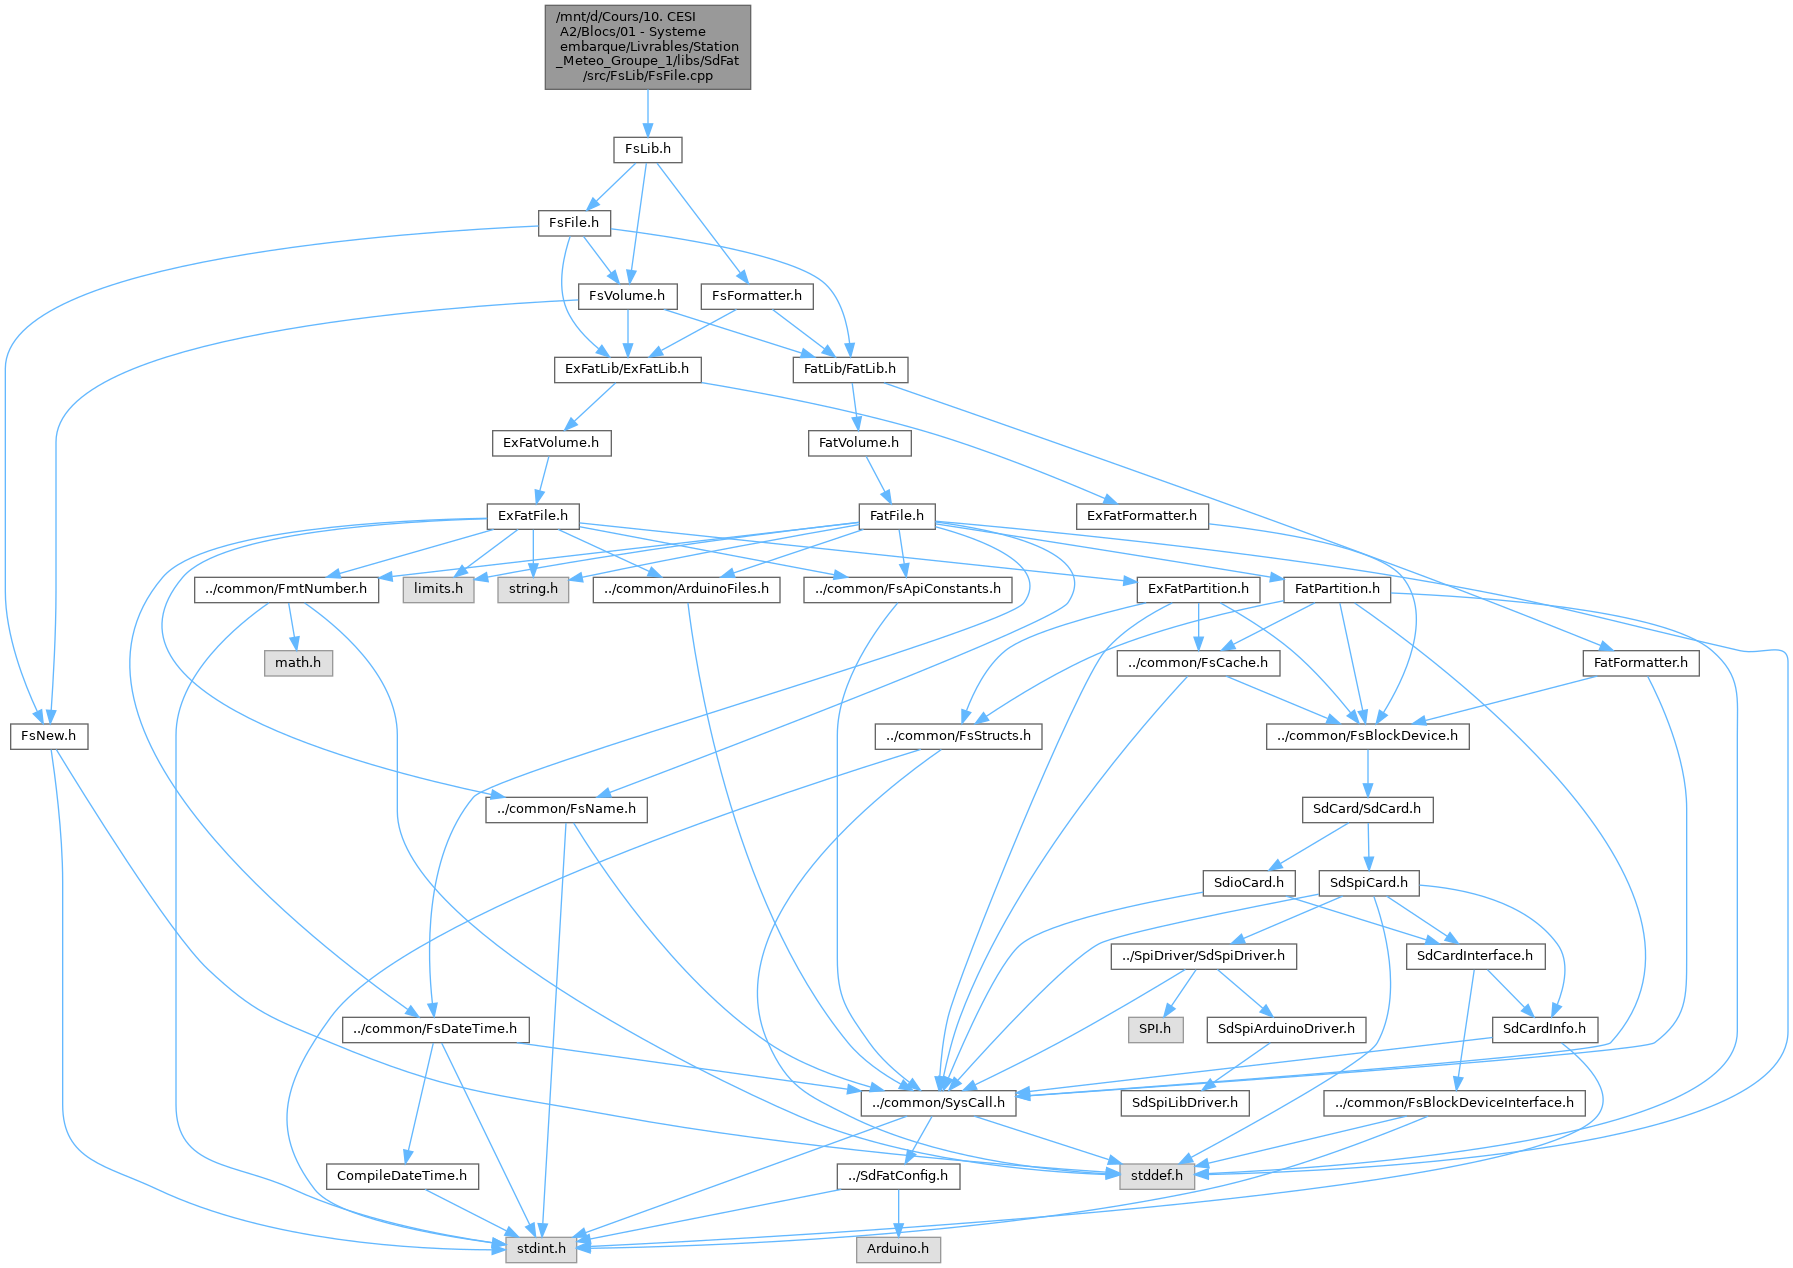 /mnt/d/Cours/10. CESI
A2/Blocs/01 - Systeme
embarque/Livrables/Station
_Meteo_Groupe_1/libs/SdFat
/src/FsLib/FsFile.cpp
FsLib.h
FsFile.h
FsVolume.h
FsFormatter.h
ExFatLib/ExFatLib.h
FatLib/FatLib.h
ExFatVolume.h
FatVolume.h
ExFatFile.h
FatFile.h
ExFatFormatter.h
../common/FmtNumber.h
limits.h
string.h
../common/ArduinoFiles.h
../common/FsApiConstants.h
ExFatPartition.h
FatPartition.h
math.h
../common/FsCache.h
FatFormatter.h
FsNew.h
../common/FsStructs.h
../common/FsBlockDevice.h
../common/FsName.h
SdCard/SdCard.h
SdioCard.h
SdSpiCard.h
../SpiDriver/SdSpiDriver.h
SdCardInterface.h
../common/FsDateTime.h
SPI.h
SdSpiArduinoDriver.h
SdCardInfo.h
../common/SysCall.h
SdSpiLibDriver.h
../common/FsBlockDeviceInterface.h
CompileDateTime.h
../SdFatConfig.h
stddef.h
stdint.h
Arduino.h